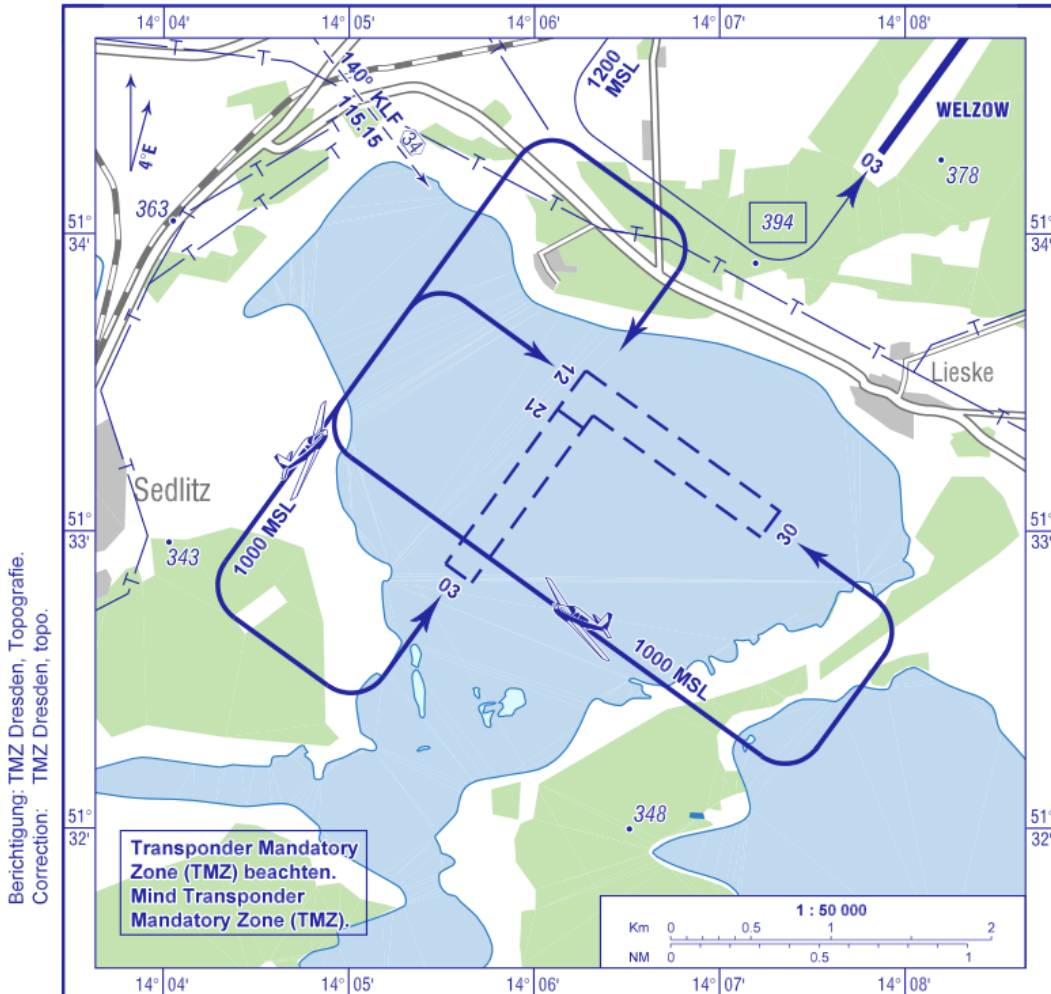 14° 04'
14° 05'
14° 06'
14° 07'
14° 08'
140°
KLF
115.15
34
1200
MSL
WELZOW
03
378
4°E
363
394
51°
34'
51°
34'
12
21
Lieske
Sedlitz
1000 MSL
343
51°
33'
51°
33'
30
03
1000 MSL
348
51°
32'
51°
32'
T T T T T T T T T T T T T
Berichtigung: TMZ Dresden, Topografie.
Correction: TMZ Dresden, topo.
Transponder Mandatory
Zone (TMZ) beachten.
Mind Transponder
Mandatory Zone (TMZ).
1 : 50 000
Km 0 0.5 1 2
NM 0 0.5 1
14° 04'
14° 05'
14° 06'
14° 07'
14° 08'